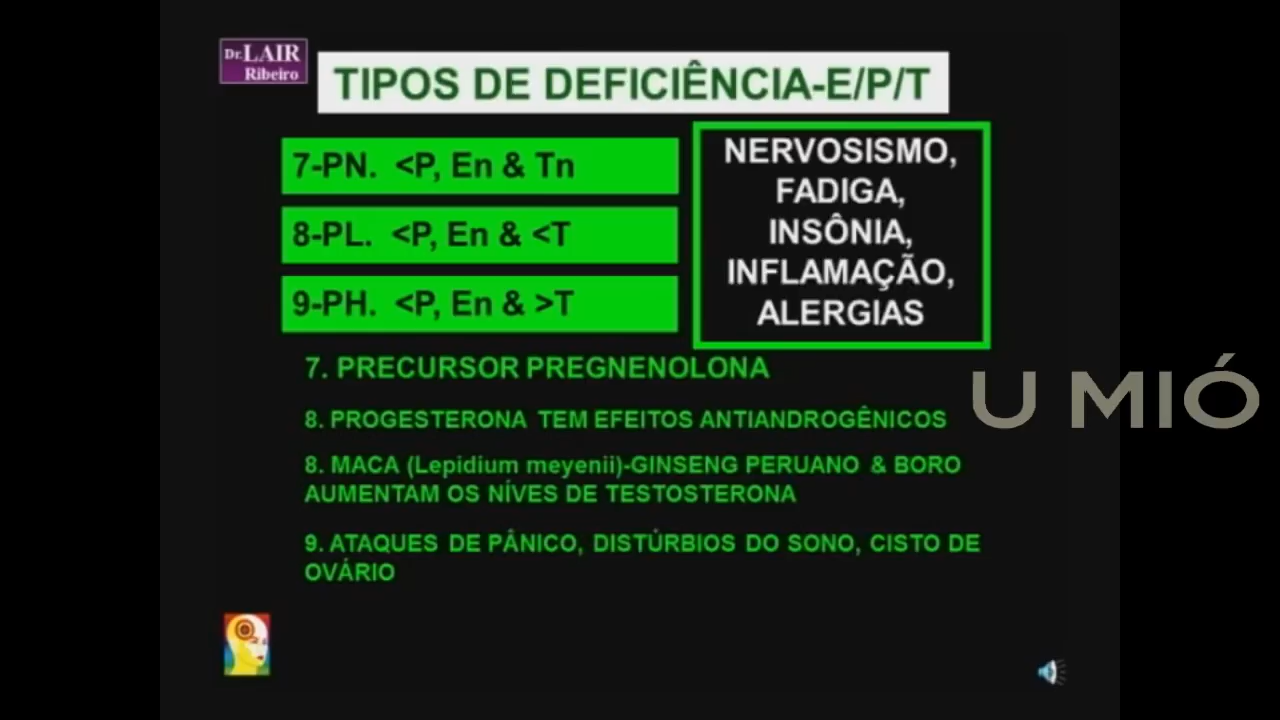 Dr. LAIR
Ribeiro
TIPOS DE DEFICIÊNCIA-E/P/T
7-PN. <P, En & Tn
8-PL. <P, En & <T
9-PH. <P, En & >T
NERVOSISMO,
FADIGA,
INSÔNIA,
INFLAMAÇÃO,
ALERGIAS
7. PRECURSOR PREGNENOLONA
8. PROGESTERONA TEM EFEITOS ANTIANDROGÊNICOS
8. MACA (Lepidium meyenii)-GINSENG PERUANO & BORO
AUMENTAM OS NÍVES DE TESTOSTERONA
9. ATAQUES DE PÂNICO, DISTÚRBIOS DO SONO, CISTO DE
OVÁRIO
U MIÓ